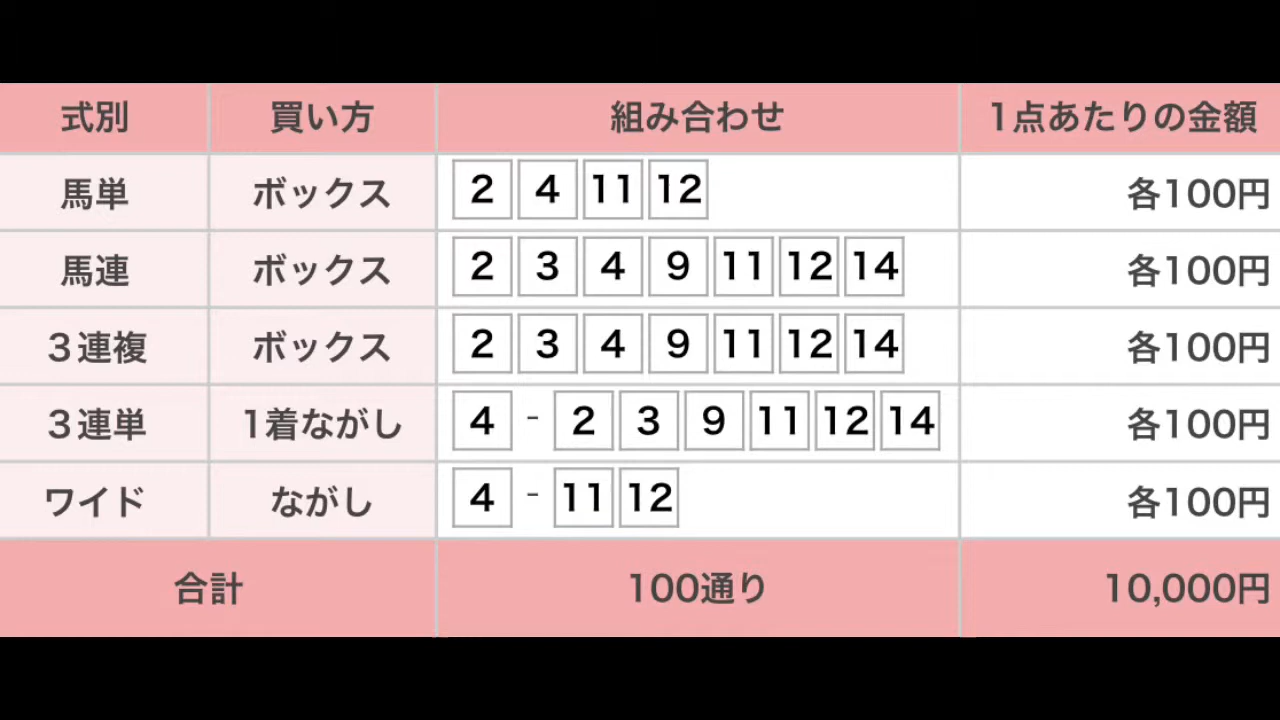 式別 買い方 組み合わせ 1点あたりの金額
馬単 ボックス 2 4 11 12 各100円
馬連 ボックス 2 3 4 9 11 12 14 各100円
３連複 ボックス 2 3 4 9 11 12 14 各100円
３連単 1着ながし 4 - 2 3 9 11 12 14 各100円
ワイド ながし 4 - 11 12 各100円
合計 100通り 10,000円